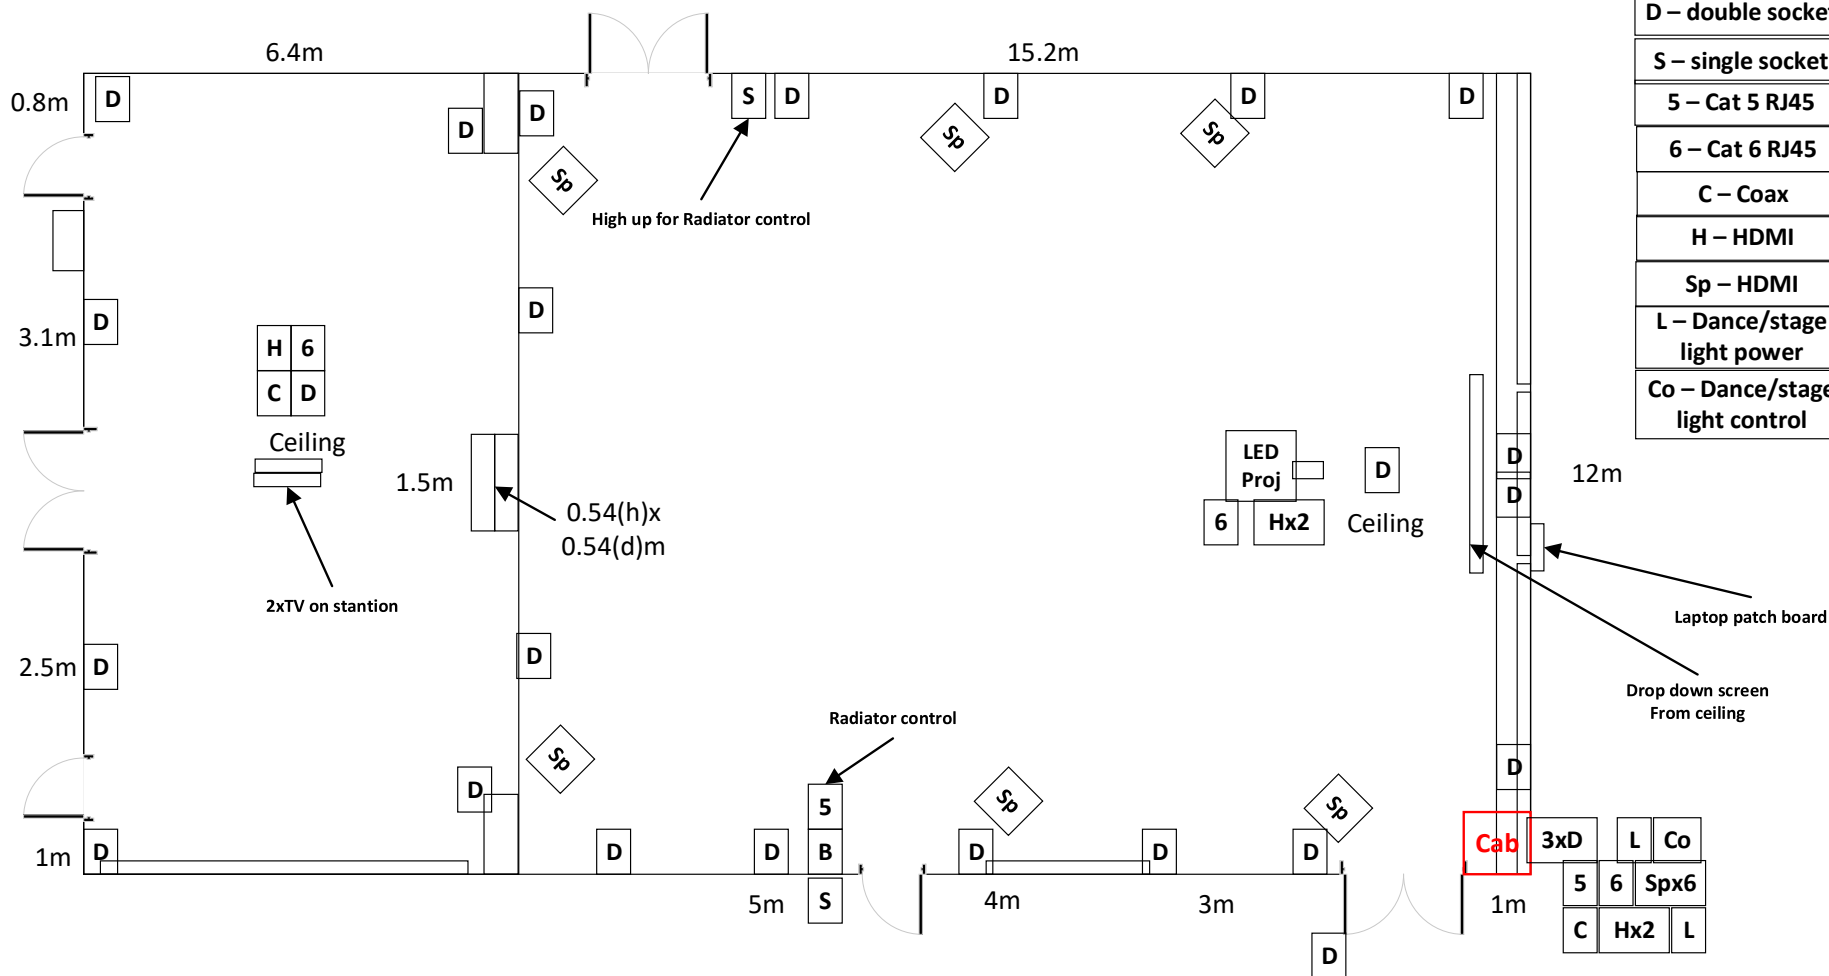 D – double socket
6.4m
15.2m
S – single socket
0.8m
D
D
D
S
D
D
D
D
5 – Cat 5 RJ45
Sp
Sp
6 – Cat 6 RJ45
Sp
C – Coax
High up for Radiator control
H – HDMI
Sp – HDMI
D
D
3.1m
L – Dance/stage
light power
H 6
C D
Co – Dance/stage
light control
Ceiling
LED
Proj
D
D
12m
1.5m
D
0.54(h)x
0.54(d)m
6
Hx2
Ceiling
2xTV on stantion
Laptop patch board
D
2.5m
D
Drop down screen
From ceiling
Radiator control
Sp
D
D
5
Sp
Sp
1m
D
D
D
B
D
D
D
Cab
3xD
L
Co
5
6
Spx6
5m
S
4m
3m
1m
C
Hx2
L
D